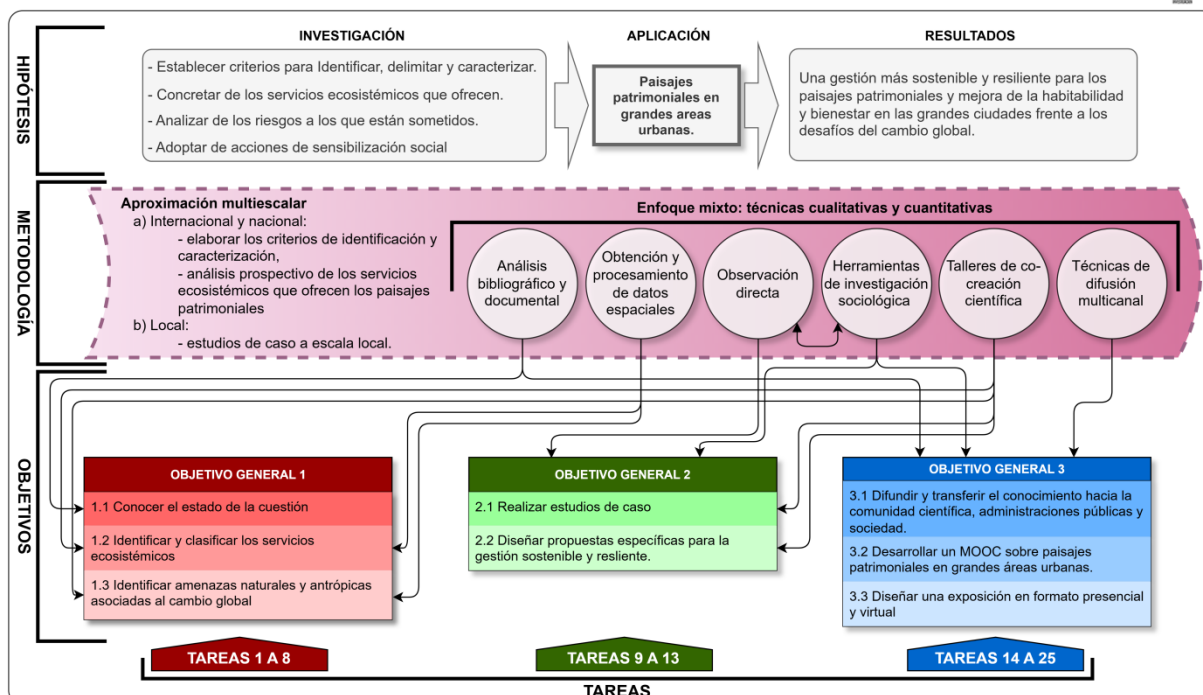 HIPÓTESIS
INVESTIGACIÓN
- Establecer criterios para Identificar, delimitar y caracterizar.
- Concretar de los servicios ecosistémicos que ofrecen.
- Analizar de los riesgos a los que están sometidos.
- Adoptar de acciones de sensibilización social
APLICACIÓN
Paisajes
patrimoniales en
grandes areas
urbanas.
RESULTADOS
Una gestión más sostenible y resiliente para los
paisajes patrimoniales y mejora de la habitabilidad
y bienestar en las grandes ciudades frente a los
desafíos del cambio global.
METODOLOGÍA
Aproximación multiescalar
a) Internacional y nacional:
- elaborar los criterios de identificación y
caracterización,
- análisis prospectivo de los servicios
ecosistémicos que ofrecen los paisajes
patrimoniales
b) Local:
- estudios de caso a escala local.
Enfoque mixto: técnicas cualitativas y cuantitativas
Análisis
bibliográfico y
documental
Obtención y
procesamiento
de datos
espaciales
Observación
directa
Herramientas
de investigación
sociológica
Talleres de co-
creación
científica
Técnicas de
difusión
multicanal
OBJETIVOS
OBJETIVO GENERAL 1
1.1 Conocer el estado de la cuestión
1.2 Identificar y clasificar los servicios
ecosistémicos
1.3 Identificar amenazas naturales y antrópicas
asociadas al cambio global
OBJETIVO GENERAL 2
2.1 Realizar estudios de caso
2.2 Diseñar propuestas específicas para la
gestión sostenible y resliente.
OBJETIVO GENERAL 3
3.1 Difundir y transferir el conocimiento hacia la
comunidad científica, administraciones públicas y
sociedad.
3.2 Desarrollar un MOOC sobre paisajes
patrimoniales en grandes áreas urbanas.
3.3 Diseñar una exposición en formato presencial
y virtual
TAREAS 1 A 8
TAREAS 9 A 13
TAREAS 14 A 25
TAREAS